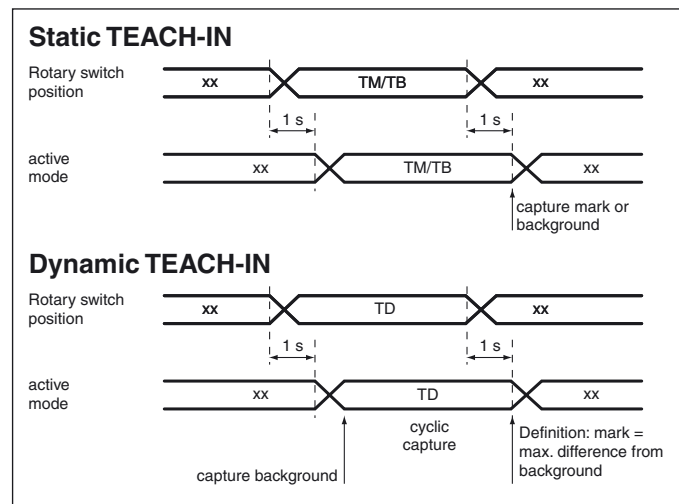 Static TEACH-IN
Rotary switch
position
xx
TM/TB
xx
1 s
1 s
active
mode
xx
TM/TB
xx
capture mark or
background
Dynamic TEACH-IN
Rotary switch
position
xx
TD
xx
1 s
1 s
active
mode
xx
TD
xx
cyclic
capture
capture background
Definition: mark =
max. difference from
background